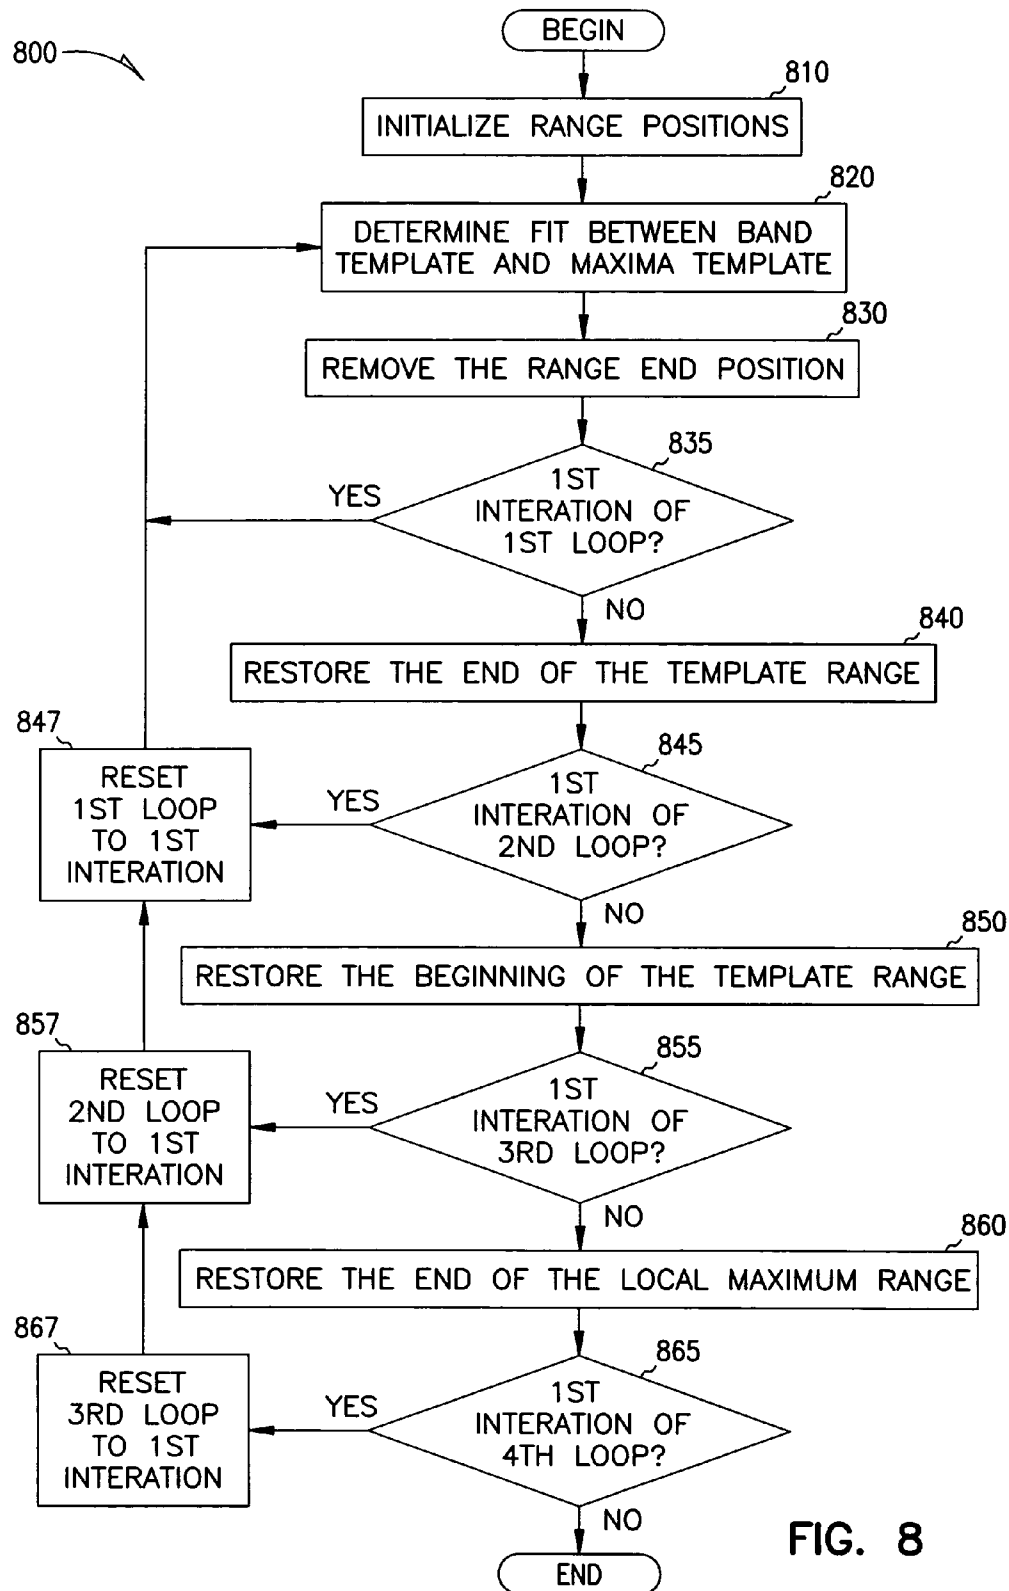 BEGIN
800
810
INITIALIZE RANGE POSITIONS
820
DETERMINE FIT BETWEEN BAND
TEMPLATE AND MAXIMA TEMPLATE
830
REMOVE THE RANGE END POSITION
835
1ST
INTERATION OF
1ST LOOP?
YES
NO
840
RESTORE THE END OF THE TEMPLATE RANGE
847
RESET
1ST LOOP
TO 1ST
INTERATION
845
1ST
INTERATION OF
2ND LOOP?
YES
NO
850
RESTORE THE BEGINNING OF THE TEMPLATE RANGE
857
RESET
2ND LOOP
TO 1ST
INTERATION
855
1ST
INTERATION OF
3RD LOOP?
YES
NO
860
RESTORE THE END OF THE LOCAL MAXIMUM RANGE
867
RESET
3RD LOOP
TO 1ST
INTERATION
865
1ST
INTERATION OF
4TH LOOP?
YES
NO
END
FIG. 8